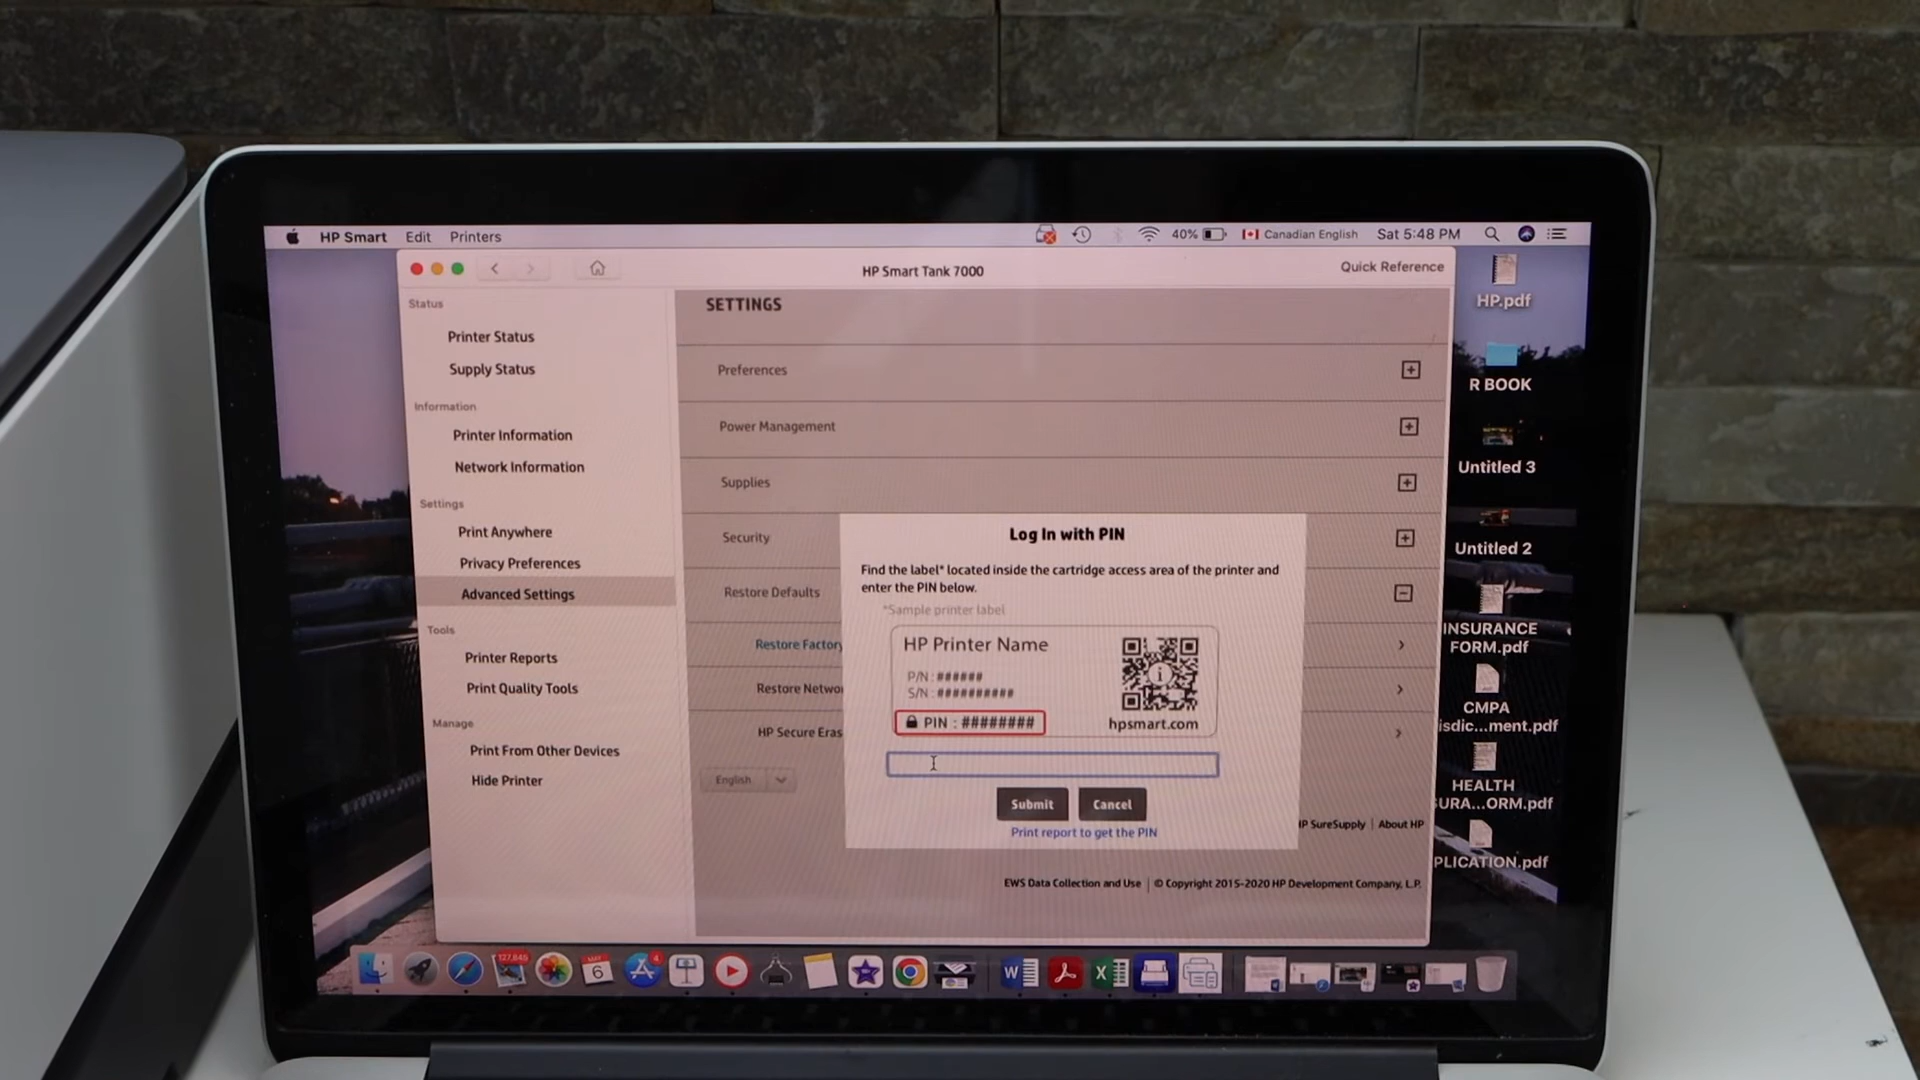 HP Smart Edit Printers 40% Canadian English Sat 5:48 PM
HP Smart Tank 7000
Quick Reference
Status
Printer Status
Supply Status
Information
Printer Information
Network Information
Settings
Print Anywhere
Privacy Preferences
Advanced Settings
Tools
Printer Reports
Print Quality Tools
Manage
Print From Other Devices
Hide Printer
SETTINGS
Preferences
Power Management
Supplies
Security
Restore Defaults
Restore Factory
Restore Networ
HP Secure Eras
English
Log In with PIN
Find the label* located inside the cartridge access area of the printer and
enter the PIN below.
*Sample printer label
HP Printer Name
P/N : ######
S/N : ##########
PIN : ########
hpsmart.com
Submit Cancel
Print report to get the PIN
HP SureSupply | About HP
EWS Data Collection and Use | © Copyright 2015-2020 HP Development Company, L.P.
HP.pdf
R BOOK
Untitled 3
Untitled 2
INSURANCE
FORM.pdf
CMPA
isdic...ment.pdf
HEALTH
URA...ORM.pdf
PLICATION.pdf
127,845
MAY
6
4